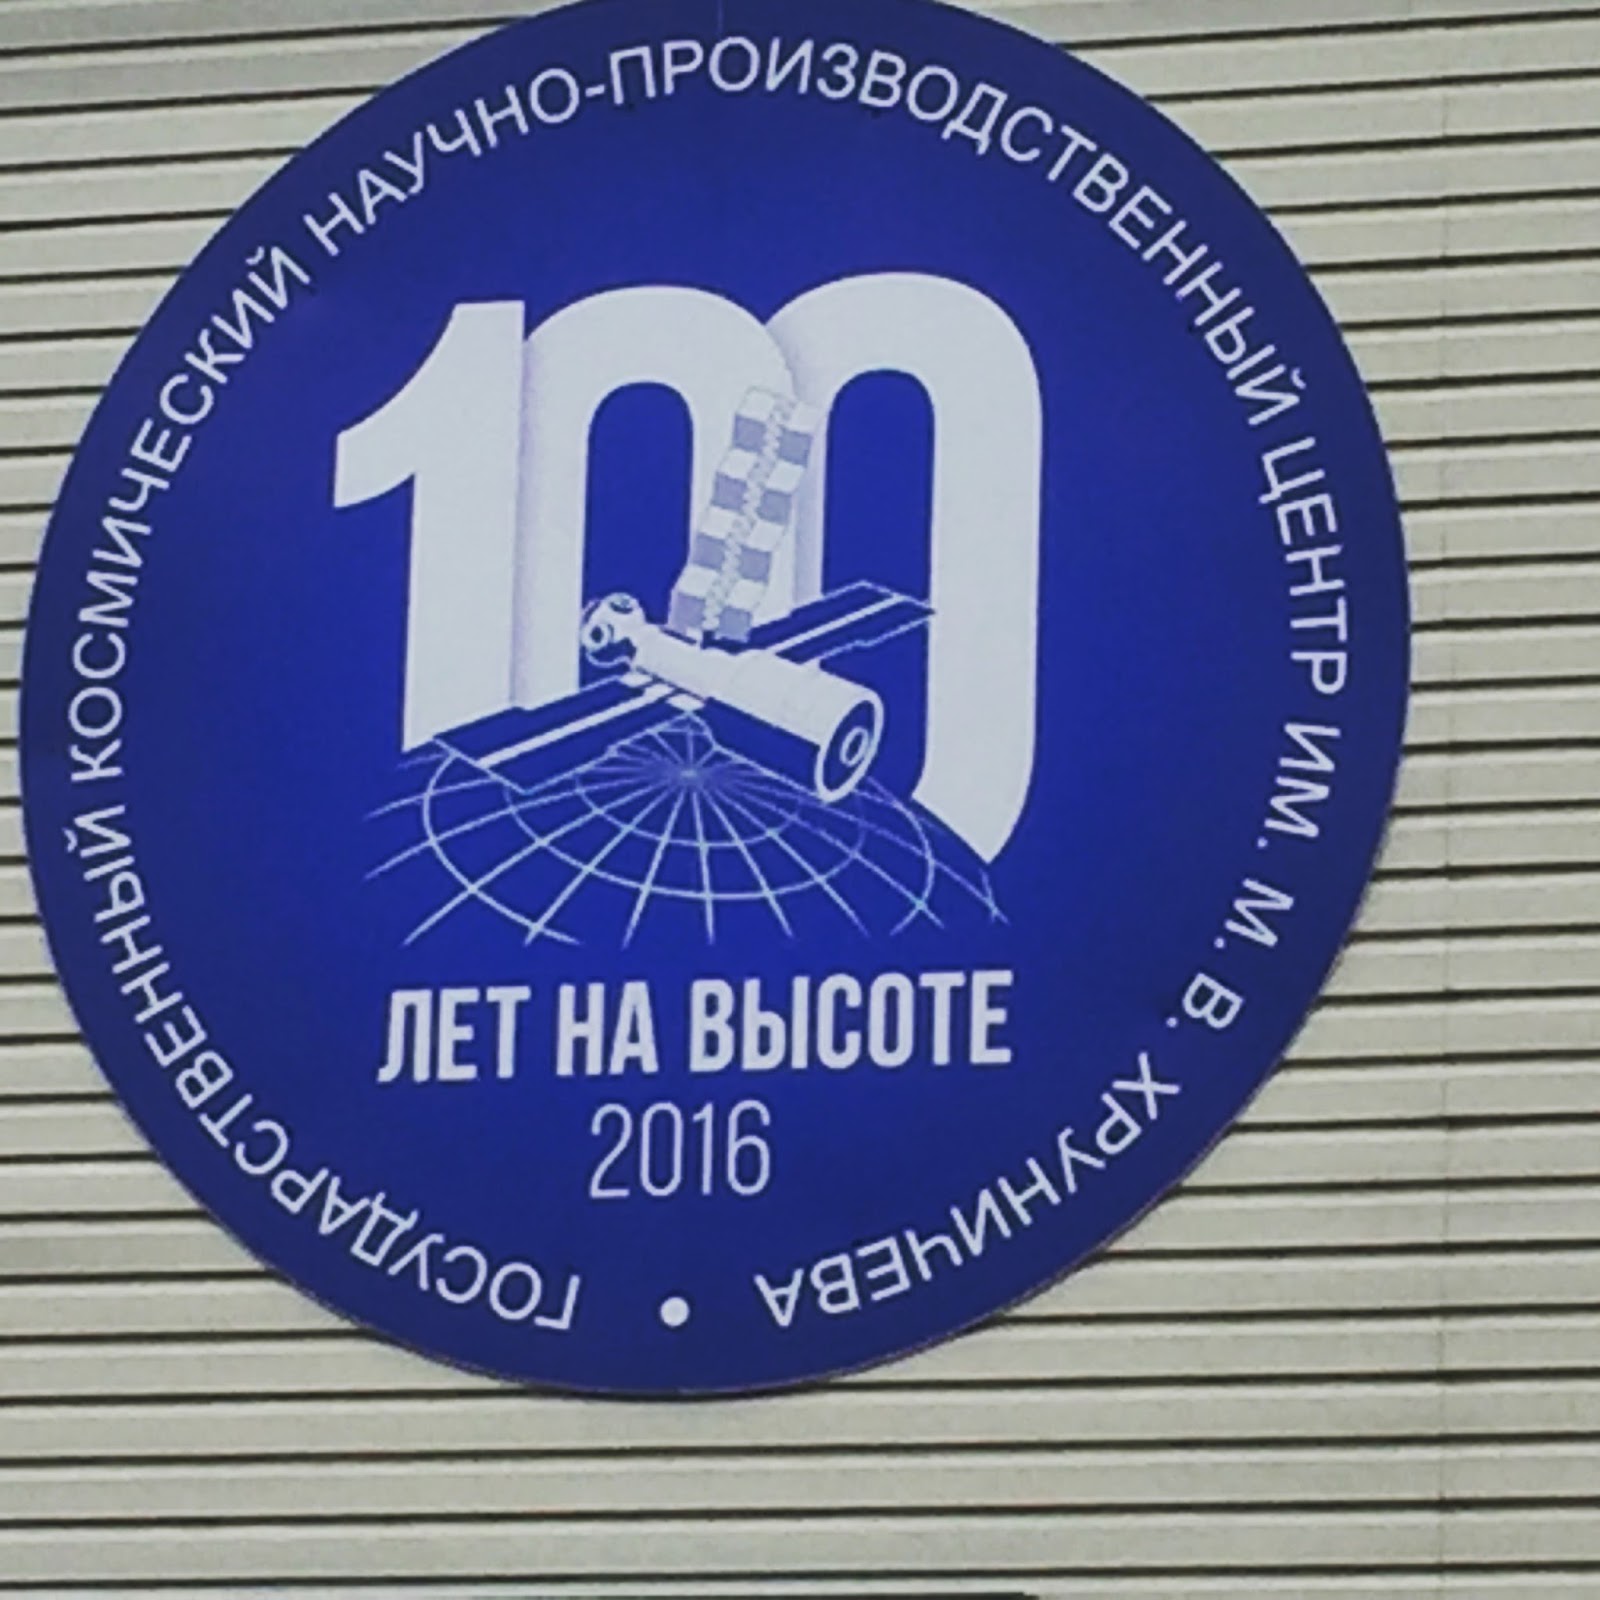 ГОСУДАРСТВЕННЫЙ КОСМИЧЕСКИЙ НАУЧНО-ПРОИЗВОДСТВЕННЫЙ ЦЕНТР ИМ. М. В. ХРУНИЧЕВА
100
ЛЕТ НА ВЫСОТЕ
2016